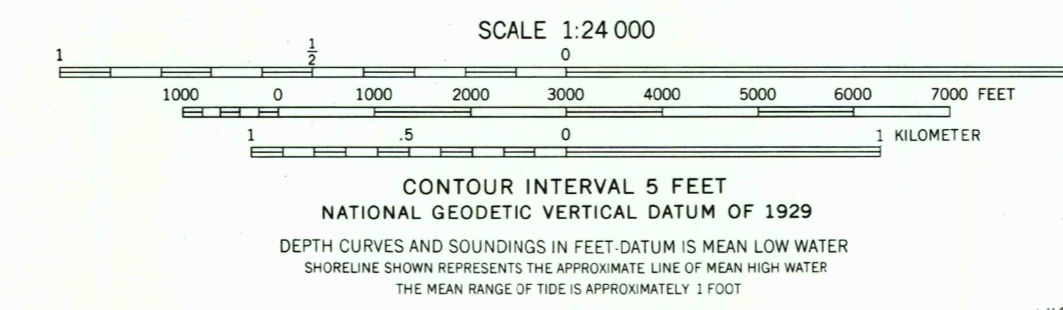 SCALE 1:24 000
1 1/2 0
1000 0 1000 2000 3000 4000 5000 6000 7000 FEET
1 .5 0 1 KILOMETER
CONTOUR INTERVAL 5 FEET
NATIONAL GEODETIC VERTICAL DATUM OF 1929
DEPTH CURVES AND SOUNDINGS IN FEET-DATUM IS MEAN LOW WATER
SHORELINE SHOWN REPRESENTS THE APPROXIMATE LINE OF MEAN HIGH WATER
THE MEAN RANGE OF TIDE IS APPROXIMATELY 1 FOOT